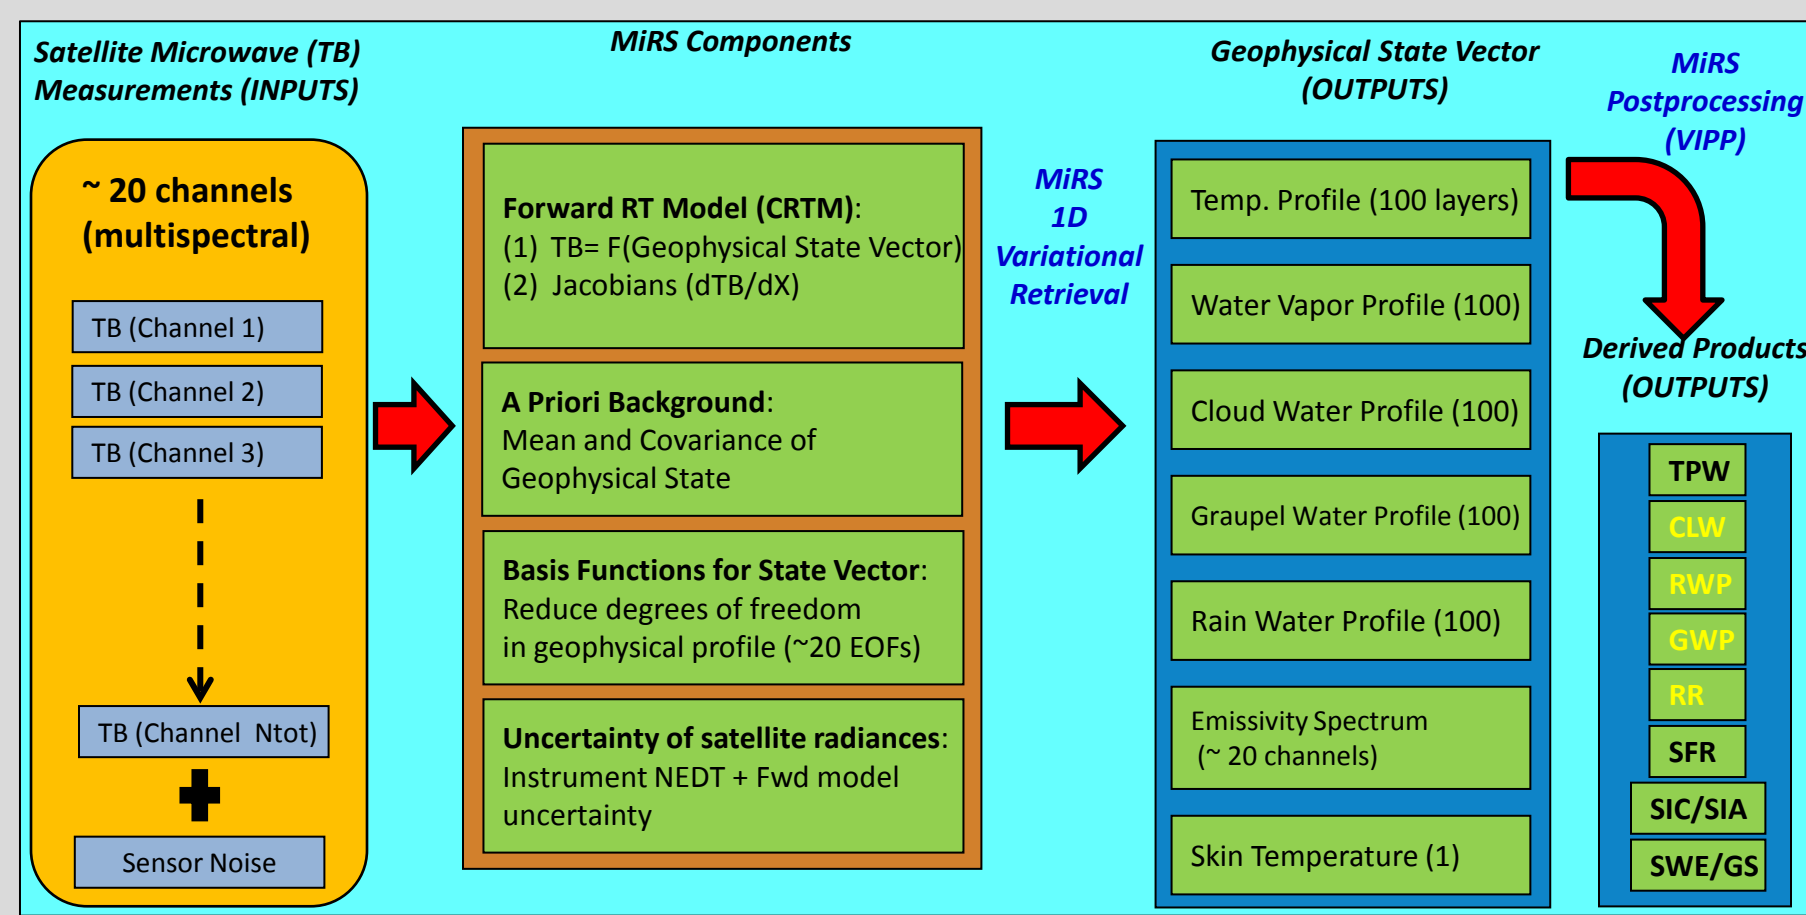 Satellite Microwave (TB)
Measurements (INPUTS)
~ 20 channels
(multispectral)
TB (Channel 1)
TB (Channel 2)
TB (Channel 3)
TB (Channel Ntot)
Sensor Noise
MiRS Components
Forward RT Model (CRTM):
(1) TB= F(Geophysical State Vector)
(2) Jacobians (dTB/dX)
A Priori Background:
Mean and Covariance of
Geophysical State
Basis Functions for State Vector:
Reduce degrees of freedom
in geophysical profile (~20 EOFs)
Uncertainty of satellite radiances:
Instrument NEDT + Fwd model
uncertainty
MiRS
1D
Variational
Retrieval
Geophysical State Vector
(OUTPUTS)
Temp. Profile (100 layers)
Water Vapor Profile (100)
Cloud Water Profile (100)
Graupel Water Profile (100)
Rain Water Profile (100)
Emissivity Spectrum
(~ 20 channels)
Skin Temperature (1)
MiRS
Postprocessing
(VIPP)
Derived Products
(OUTPUTS)
TPW
CLW
RWP
GWP
RR
SFR
SIC/SIA
SWE/GS